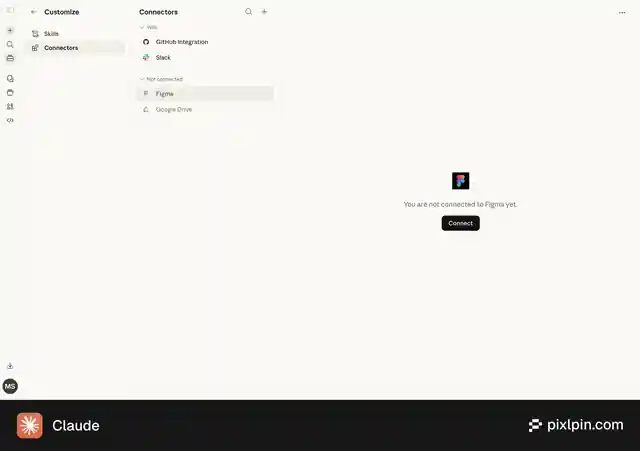 Customize
Skills
Connectors
Connectors
Web
GitHub Integration
Slack
Not connected
Figma
Google Drive
You are not connected to Figma yet.
Connect
MS
Claude
pixlpin.com